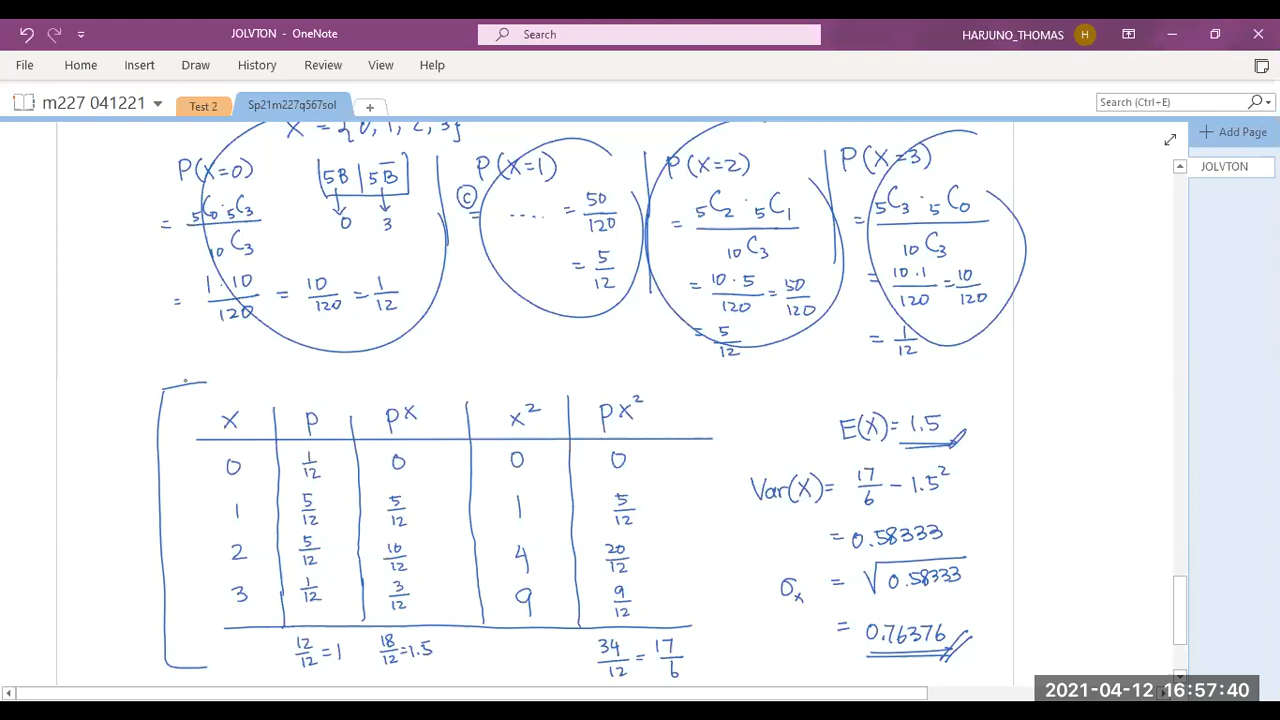 JOLVTON - OneNote
Search
HARJUNO_THOMAS
H
File Home Insert Draw History Review View Help
m227 041221
Test 2
Sp21m227q567sol
+
Search (Ctrl+E)
+ Add Page
JOLVTON
X = {0, 1, 2, 3}
P(X=0)
5B | 5B̅
0 3
= ₅C₀·₅C₃ / ₁₀C₃
= 1·10 / 120 = 10/120 = 1/12
P(X=1)
(c)
= .... = 50/120
= 5/12
P(X=2)
= ₅C₂ · ₅C₁ / ₁₀C₃
= 10·5 / 120 = 50/120
= 5/12
P(X=3)
= ₅C₃ · ₅C₀ / ₁₀C₃
= 10·1 / 120 = 10/120
= 1/12
X P PX X² PX²
0 1/12 0 0 0
1 5/12 5/12 1 5/12
2 5/12 10/12 4 20/12
3 1/12 3/12 9 9/12
12/12 = 1 18/12 = 1.5 34/12 = 17/6
E(X) = 1.5
Var(X) = 17/6 − 1.5²
= 0.58333
σₓ = √0.58333
= 0.76376
2021-04-12 16:57:40